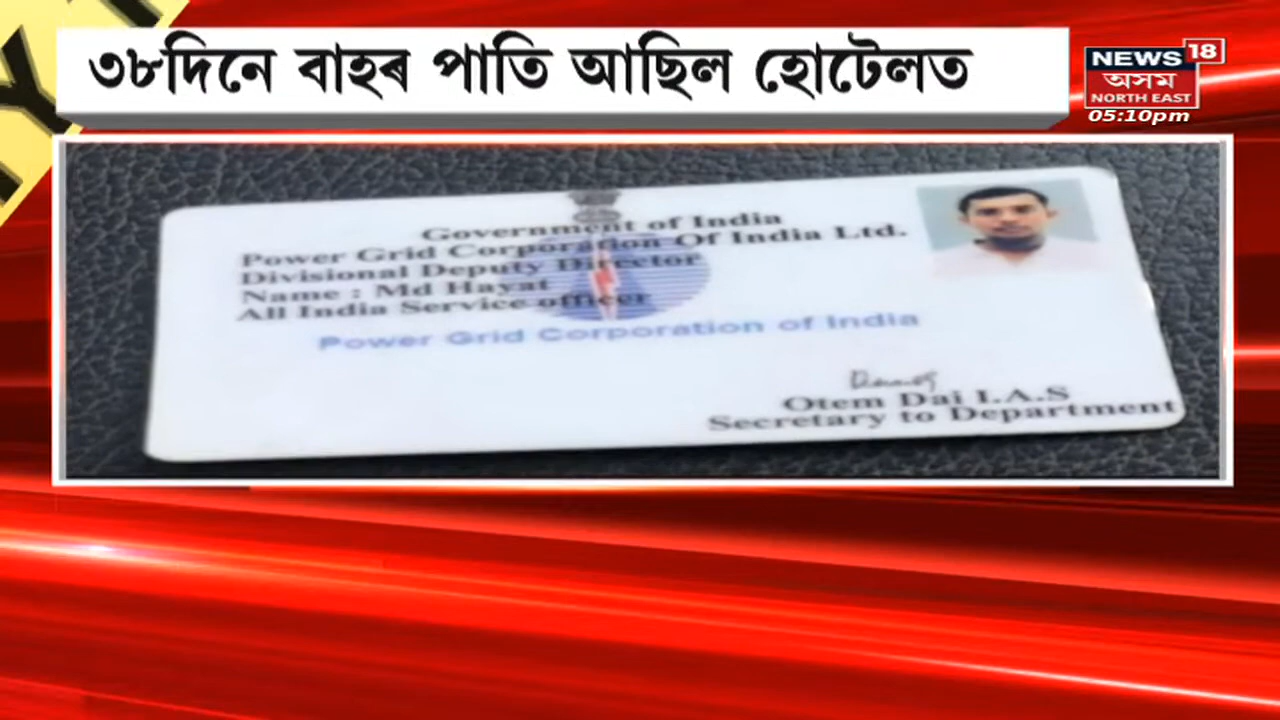 ৩৮দিনে বাহৰ পাতি আছিল হোটেলত
NEWS 18
অসম
NORTH EAST
05:10pm
Government of India
Power Grid Corporation Of India Ltd.
Divisional Deputy Director
Name : Md Hayat
All India Service officer
Power Grid Corporation of India
Otem Dai I.A.S
Secretary to Department